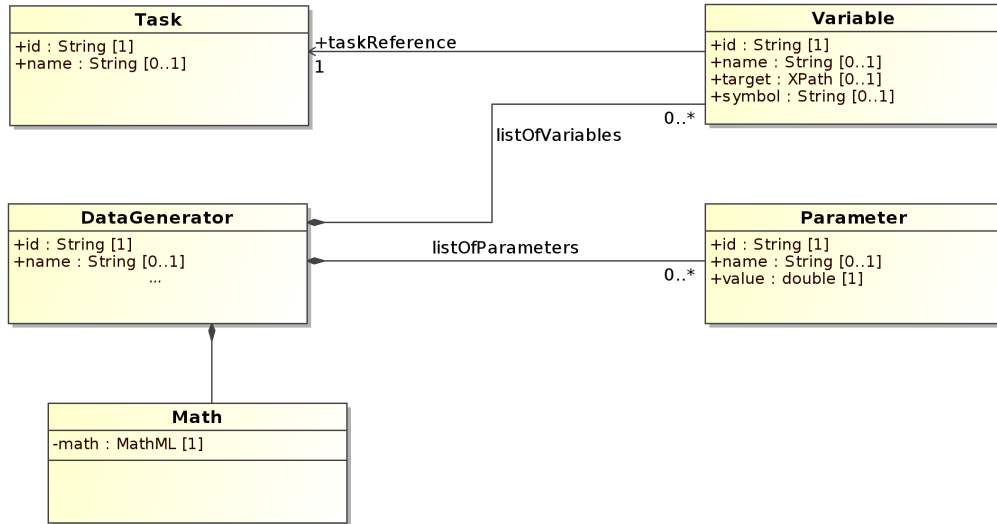 Task
+id : String [1]
+name : String [0..1]
+taskReference
1
Variable
+id : String [1]
+name : String [0..1]
+target : XPath [0..1]
+symbol : String [0..1]
0..*
listOfVariables
DataGenerator
+id : String [1]
+name : String [0..1]
...
listOfParameters
0..*
Parameter
+id : String [1]
+name : String [0..1]
+value : double [1]
Math
-math : MathML [1]